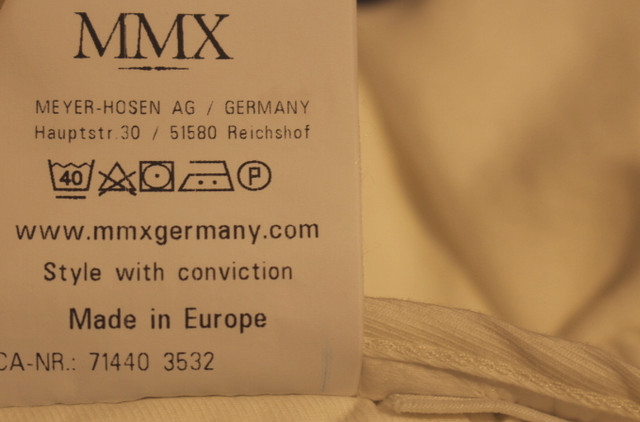 MMX
MEYER-HOSEN AG / GERMANY
Hauptstr.30 / 51580 Reichshof
40 P
www.mmxgermany.com
Style with conviction
Made in Europe
CA-NR.: 71440 3532